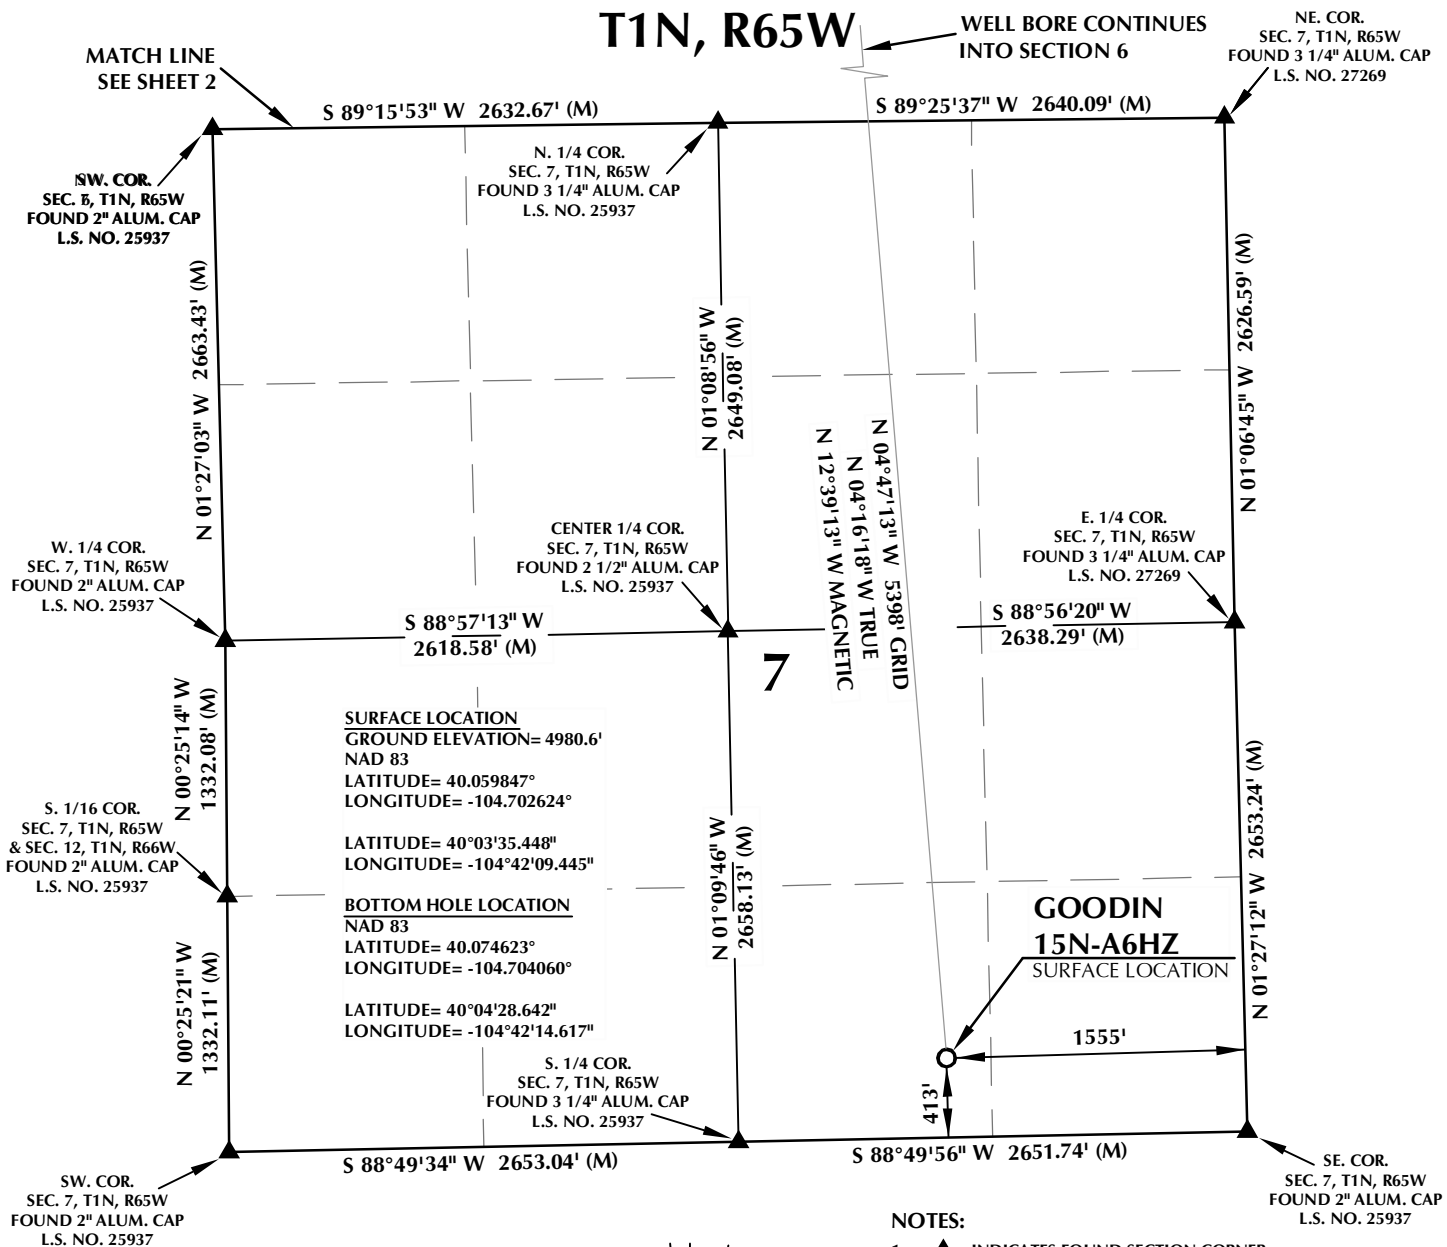 T1N, R65W
WELL BORE CONTINUES
INTO SECTION 6
NE. COR.
SEC. 7, T1N, R65W
FOUND 3 1/4" ALUM. CAP
L.S. NO. 27269
MATCH LINE
SEE SHEET 2
S 89°15'53" W 2632.67' (M)
S 89°25'37" W 2640.09' (M)
COR.
T1N, R65W
FOUND 2" ALUM. CAP
L.S. NO. 25937
N. 1/4 COR.
SEC. 7, T1N, R65W
FOUND 3 1/4" ALUM. CAP
L.S. NO. 25937
N 01°27'03" W 2663.43' (M)
N 01°08'56" W
2649.08' (M)
N 01°06'45" W 2626.59' (M)
N 04°47'13" W 5398' GRID
N 04°16'18" W TRUE
N 12°39'13" W MAGNETIC
W. 1/4 COR.
SEC. 7, T1N, R65W
FOUND 2" ALUM. CAP
L.S. NO. 25937
CENTER 1/4 COR.
SEC. 7, T1N, R65W
FOUND 2 1/2" ALUM. CAP
L.S. NO. 25937
E. 1/4 COR.
SEC. 7, T1N, R65W
FOUND 3 1/4" ALUM. CAP
L.S. NO. 27269
S 88°57'13" W
2618.58' (M)
S 88°56'20" W
2638.29' (M)
7
N 00°25'14" W
1332.08' (M)
SURFACE LOCATION
GROUND ELEVATION= 4980.6'
NAD 83
LATITUDE= 40.059847°
LONGITUDE= -104.702624°
LATITUDE= 40°03'35.448"
LONGITUDE= -104°42'09.445"
BOTTOM HOLE LOCATION
NAD 83
LATITUDE= 40.074623°
LONGITUDE= -104.704060°
LATITUDE= 40°04'28.642"
LONGITUDE= -104°42'14.617"
S. 1/16 COR.
SEC. 7, T1N, R65W
& SEC. 12, T1N, R66W
FOUND 2" ALUM. CAP
L.S. NO. 25937
N 01°09'46" W
2658.13' (M)
N 01°27'12" W 2653.24' (M)
GOODIN
15N-A6HZ
SURFACE LOCATION
N 00°25'21" W
1332.11' (M)
1555'
413'
S. 1/4 COR.
SEC. 7, T1N, R65W
FOUND 3 1/4" ALUM. CAP
L.S. NO. 25937
S 88°49'34" W 2653.04' (M)
S 88°49'56" W 2651.74' (M)
SW. COR.
SEC. 7, T1N, R65W
FOUND 2" ALUM. CAP
L.S. NO. 25937
SE. COR.
SEC. 7, T1N, R65W
FOUND 2" ALUM. CAP
L.S. NO. 25937
NOTES:
INDICATES FOUND SECTION CORNER